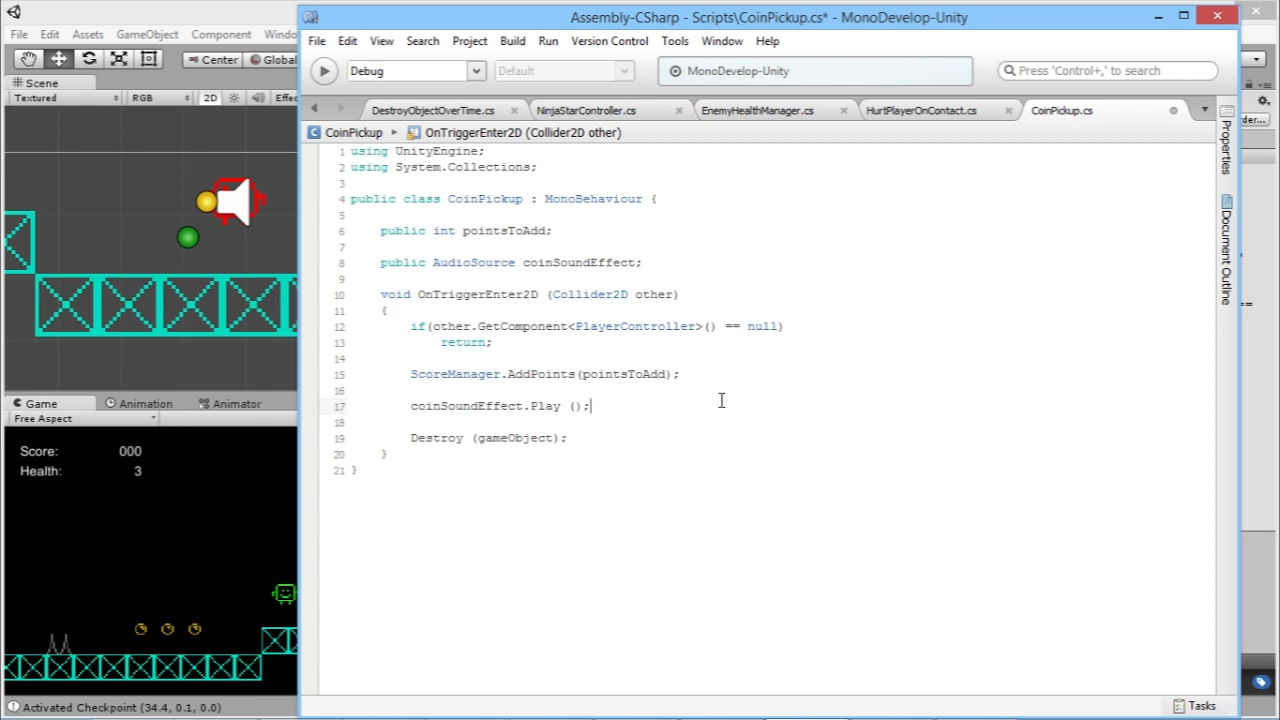 Assembly-CSharp - Scripts\CoinPickup.cs* - MonoDevelop-Unity
File Edit Assets GameObject Component Windo
File Edit View Search Project Build Run Version Control Tools Window Help
Center Global
Debug
Default
MonoDevelop-Unity
Press 'Control+,' to search
Scene
Textured RGB 2D Effe
DestroyObjectOverTime.cs NinjaStarController.cs EnemyHealthManager.cs HurtPlayerOnContact.cs CoinPickup.cs
CoinPickup OnTriggerEnter2D (Collider2D other)
1 using UnityEngine;
2 using System.Collections;
3
4 public class CoinPickup : MonoBehaviour {
5
6 public int pointsToAdd;
7
8 public AudioSource coinSoundEffect;
9
10 void OnTriggerEnter2D (Collider2D other)
11 {
12 if(other.GetComponent<PlayerController>() == null)
13 return;
14
15 ScoreManager.AddPoints(pointsToAdd);
16
17 coinSoundEffect.Play ();
18
19 Destroy (gameObject);
20 }
21 }
Properties
Document Outline
der...
Game Animation Animator
Free Aspect
Score: 000
Health: 3
Activated Checkpoint (34.4, 0.1, 0.0)
Tasks